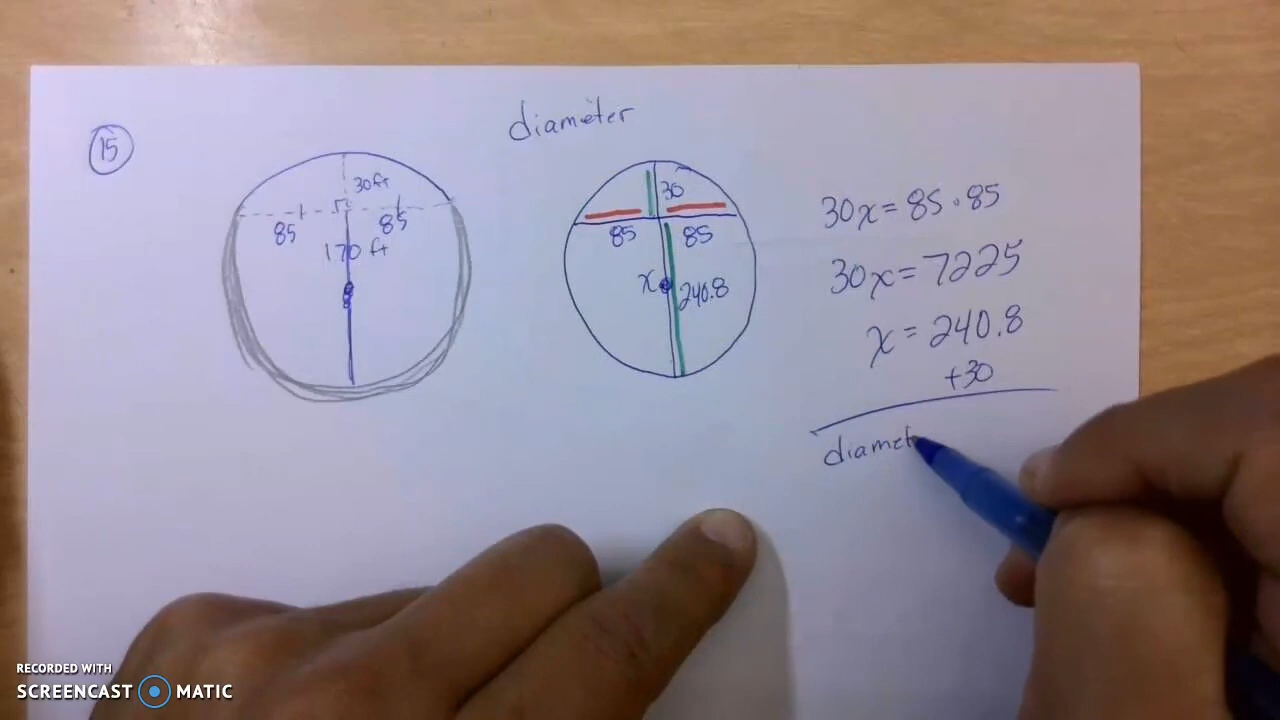 diameter
15
30ft
85
85
170 ft
30
85
85
x
240.8
30x = 85 · 85
30x = 7225
x = 240.8
+30
diamet
RECORDED WITH
SCREENCAST MATIC